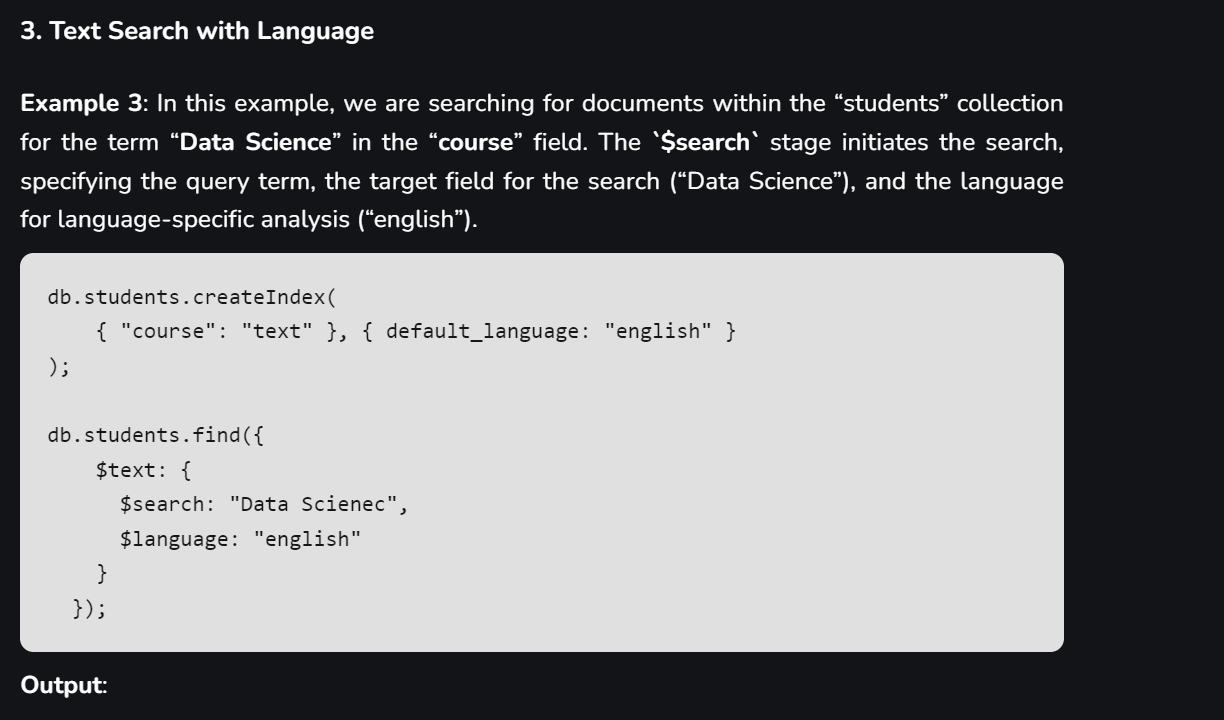 3. Text Search with Language
Example 3: In this example, we are searching for documents within the “students” collection
for the term “Data Science” in the “course” field. The `$search` stage initiates the search,
specifying the query term, the target field for the search (“Data Science”), and the language
for language-specific analysis (“english”).
db.students.createIndex(
    { "course": "text" }, { default_language: "english" }
);
db.students.find({
    $text: {
      $search: "Data Scienec",
      $language: "english"
    }
  });
Output: